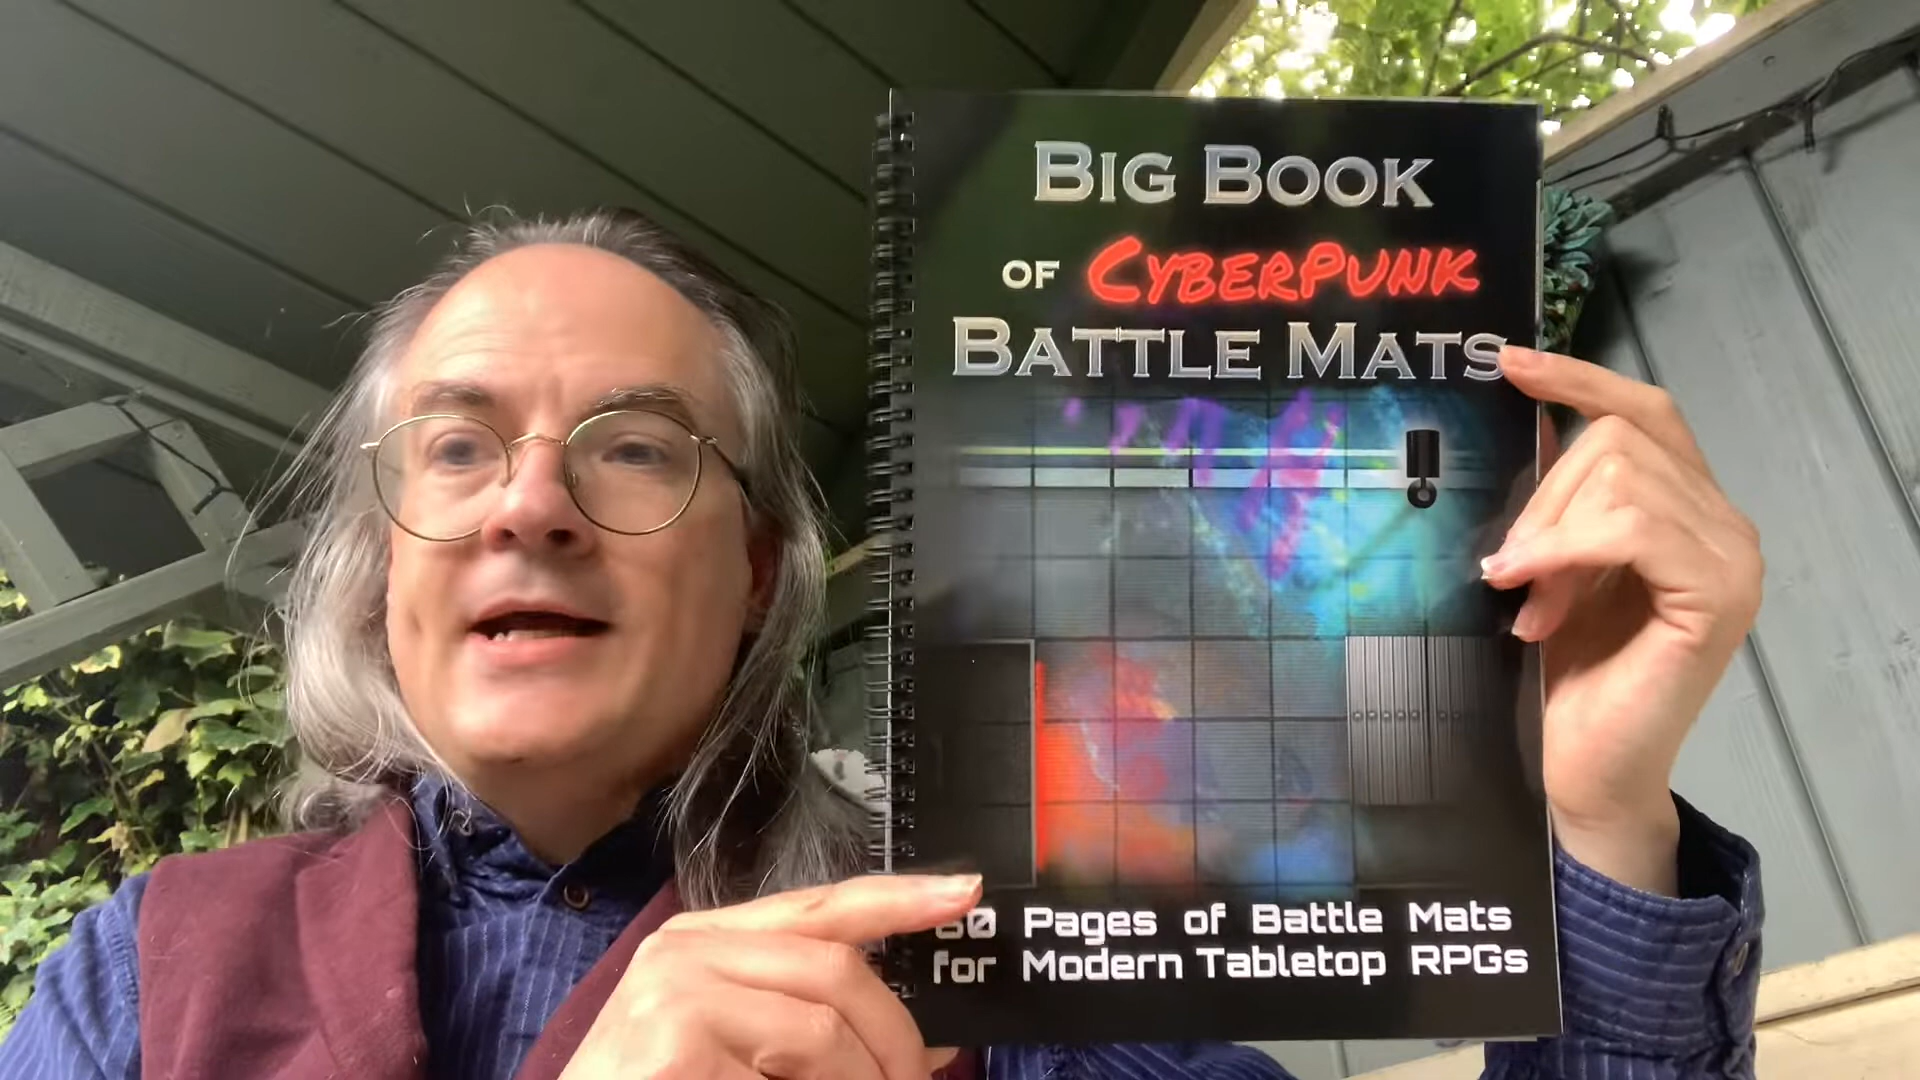 BIG BOOK
OF CYBERPUNK
BATTLE MATS
Pages of Battle Mats
for Modern Tabletop RPGs